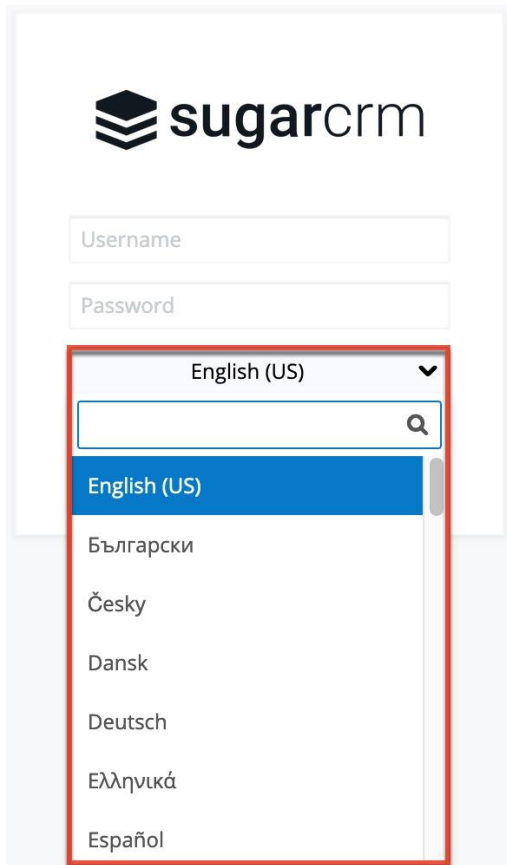 sugarcrm
Username
Password
English (US)
English (US)
Български
Česky
Dansk
Deutsch
Ελληνικά
Español